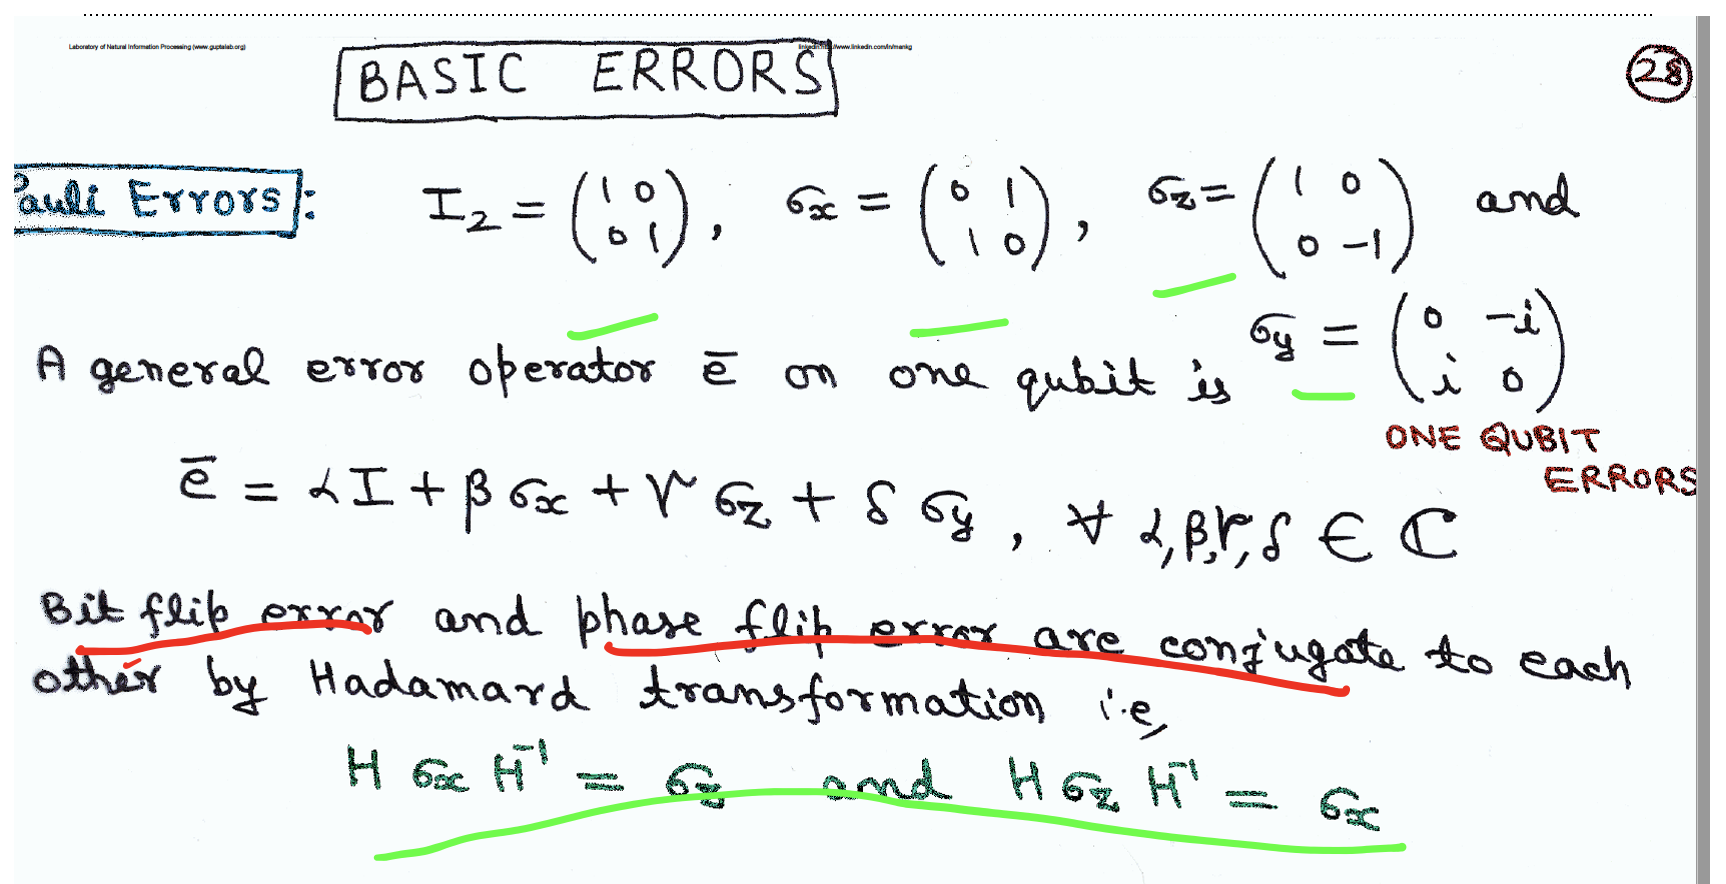 Laboratory of Natural Information Processing (www.guptalab.org)
BASIC ERRORS
28
Pauli Errors: I₂ = (1 0 / 0 1), σx = (0 1 / 1 0), σz = (1 0 / 0 -1) and
σy = (0 -i / i 0)
A general error operator ē on one qubit is
ONE QUBIT
ERRORS
ē = αI + βσx + γσz + δσy, ∀ α,β,γ,δ ∈ ℂ
Bit flip error and phase flip error are conjugate to each
other by Hadamard transformation i.e,
H σx H⁻¹ = σz and H σz H⁻¹ = σx